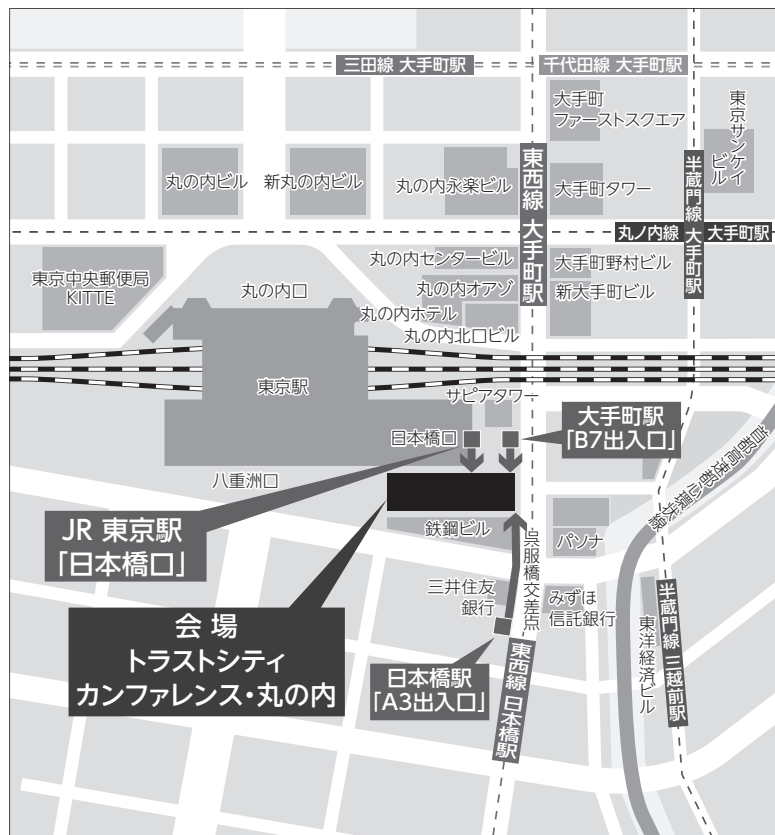 三田線 大手町駅
千代田線 大手町駅
大手町
ファーストスクエア
東京サンケイ
ビル
丸の内ビル
新丸の内ビル
丸の内永楽ビル
東西線 大手町駅
大手町タワー
半蔵門線 大手町駅
丸ノ内線 大手町駅
東京中央郵便局
KITTE
丸の内口
丸の内センタービル
大手町野村ビル
丸の内オアゾ
新大手町ビル
丸の内ホテル
丸の内北口ビル
東京駅
サピアタワー
日本橋口
大手町駅
「B7出入口」
首都高速都心環状線
八重洲口
JR 東京駅
「日本橋口」
鉄鋼ビル
呉服橋交差点
パソナ
三井住友
銀行
みずほ
信託銀行
会 場
トラストシティ
カンファレンス・丸の内
日本橋駅
「A3出入口」
東西線 日本橋駅
東洋経済ビル
半蔵門線 三越前駅